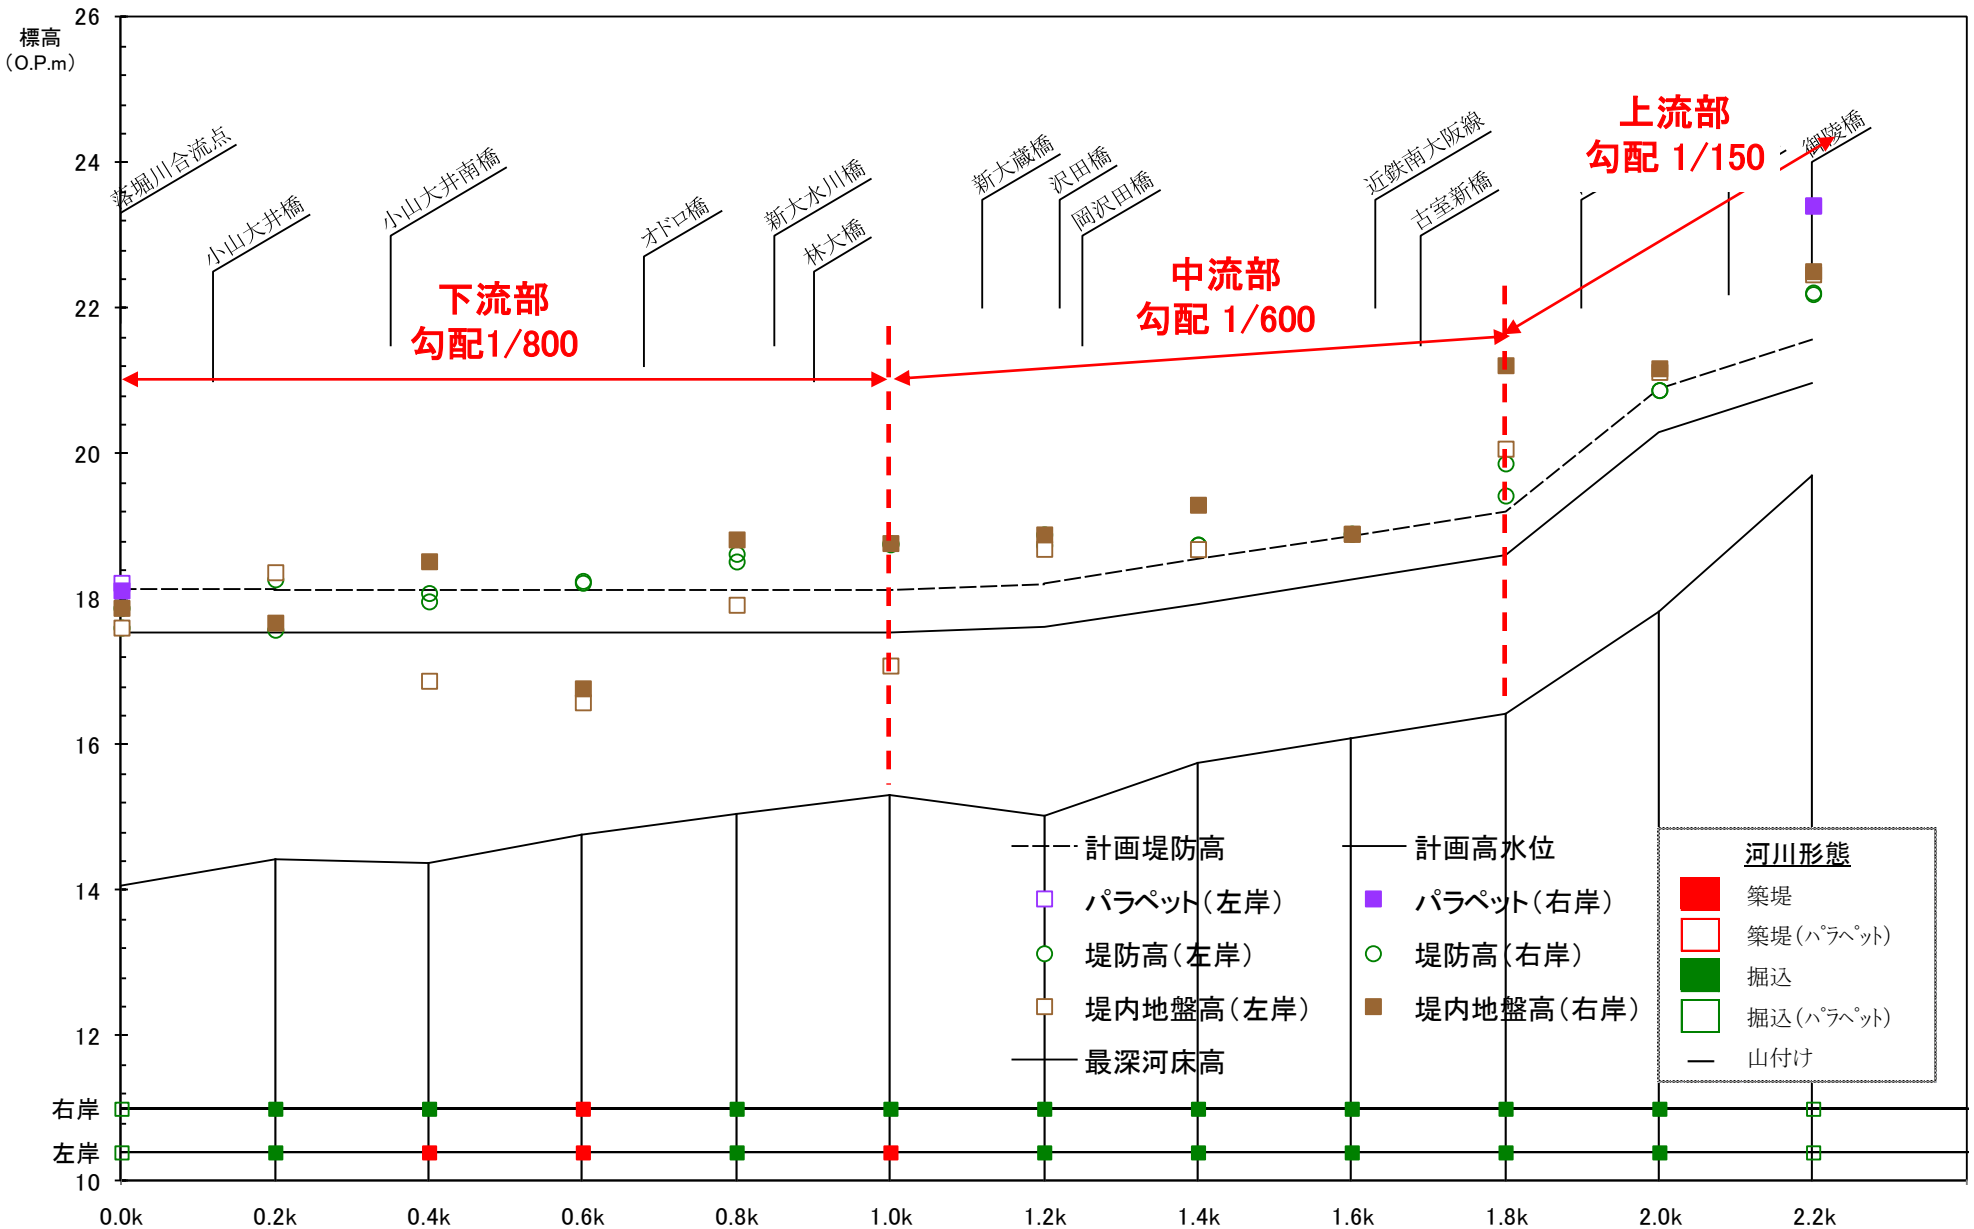 26
標高
(O.P.m)
24
22
20
18
16
14
12
右岸
左岸
10
落堀川合流点
小山大井橋
小山大井南橋
オドロ橋
新大水川橋
林大橋
新大蔵橋
沢田橋
岡沢田橋
近鉄南大阪線
古室新橋
御陵橋
下流部
勾配1/800
中流部
勾配 1/600
上流部
勾配 1/150
計画堤防高
計画高水位
パラペット(左岸)
パラペット(右岸)
堤防高(左岸)
堤防高(右岸)
堤内地盤高(左岸)
堤内地盤高(右岸)
最深河床高
河川形態
築堤
築堤(パラペット)
掘込
掘込(パラペット)
山付け
0.0k 0.2k 0.4k 0.6k 0.8k 1.0k 1.2k 1.4k 1.6k 1.8k 2.0k 2.2k